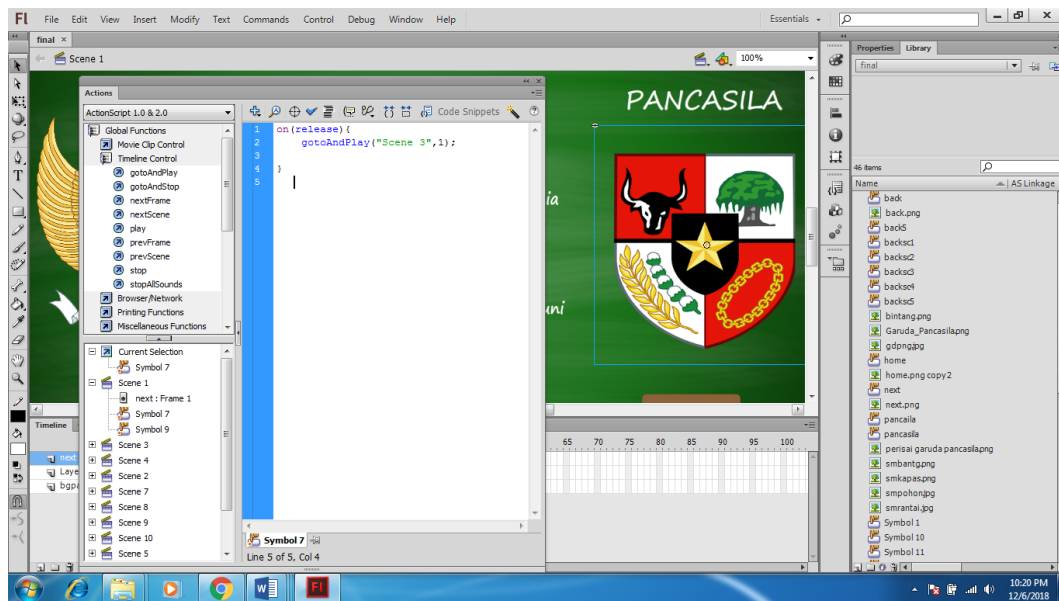 Fl File Edit View Insert Modify Text Commands Control Debug Window Help Essentials
final ×
Scene 1 100%
Actions
ActionScript 1.0 & 2.0
Code Snippets
Global Functions
Movie Clip Control
Timeline Control
gotoAndPlay
gotoAndStop
nextFrame
nextScene
play
prevFrame
prevScene
stop
stopAllSounds
Browser/Network
Printing Functions
Miscellaneous Functions
Current Selection
Symbol 7
Scene 1
next : Frame 1
Symbol 7
Symbol 9
Scene 3
Scene 4
Scene 2
Scene 7
Scene 8
Scene 9
Scene 10
Scene 5
1 on(release){
2 gotoAndPlay("Scene 3",1);
3
4 }
5
Symbol 7
Line 5 of 5, Col 4
PANCASILA
ia
uni
Timeline
next
Laye
bgpa
65 70 75 80 85 90 95 100
Properties Library
final
46 items
Name AS Linkage
back
back.png
back5
backsc1
backsc2
backsc3
backsc4
backsc5
bintang.png
Garuda_Pancasila.png
gdpng.jpg
home
home.png copy 2
next
next.png
pancaila
pancasila
perisai garuda pancasila.png
smbantg.png
smkapas.png
smpohon.jpg
smrantai.jpg
Symbol 1
Symbol 10
Symbol 11
10:20 PM
12/6/2018